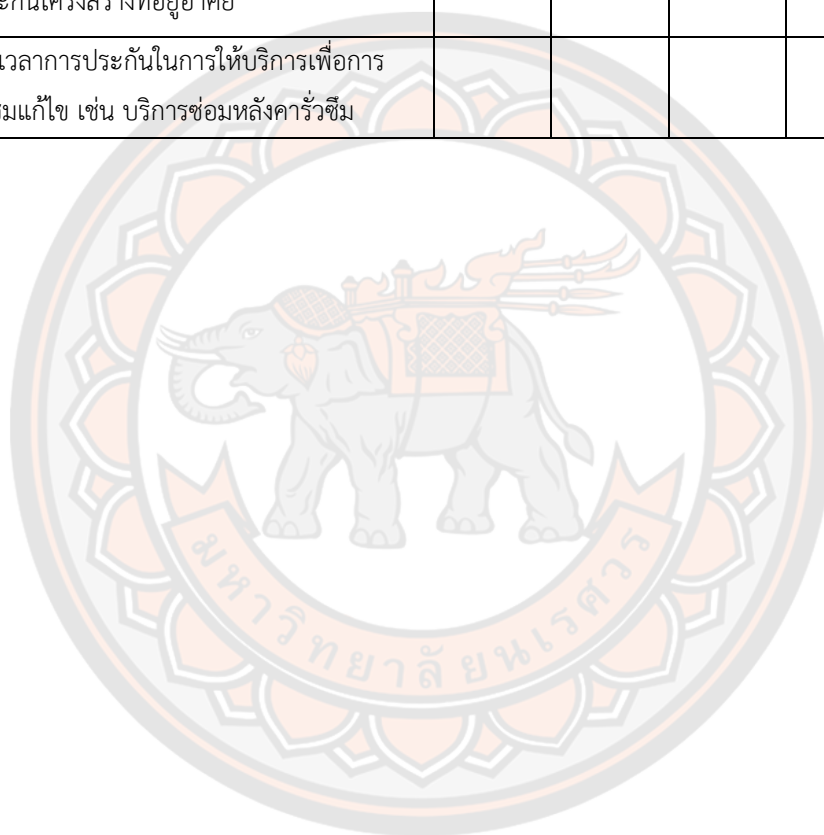 ะกันโครงสร้างที่อยู่อาศัย
เวลาการประกันในการให้บริการเพื่อการ
มแก้ไข เช่น บริการซ่อมหลังคารั่วซึม
มหาวิทยาลัยนเรศวร